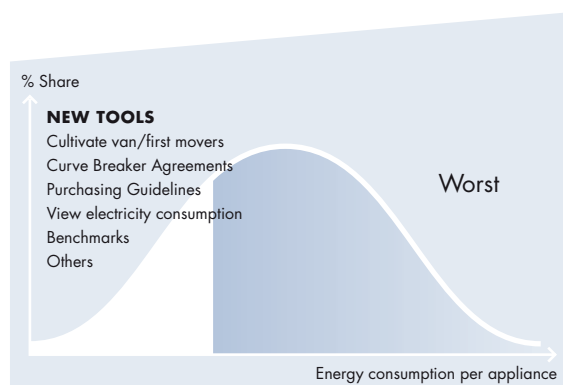 % Share
NEW TOOLS
Cultivate van/first movers
Curve Breaker Agreements
Purchasing Guidelines
View electricity consumption
Benchmarks
Others
Worst
Energy consumption per appliance